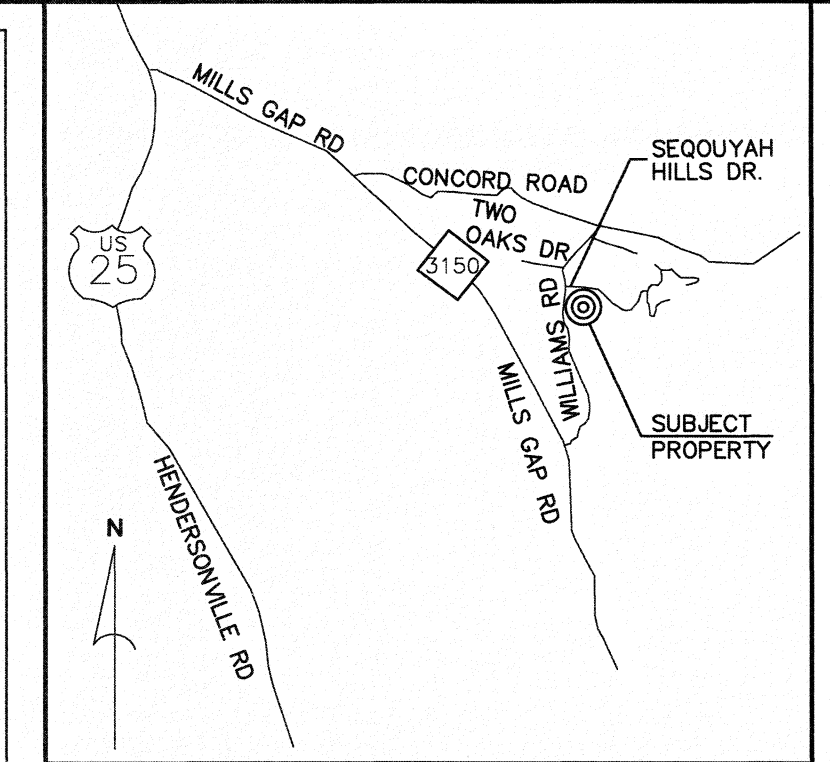 MILLS GAP RD
SEQOUYAH
HILLS DR.
CONCORD ROAD
TWO
OAKS DR
US
25
3150
WILLIAMS RD
MILLS GAP RD
SUBJECT
PROPERTY
HENDERSONVILLE RD
N